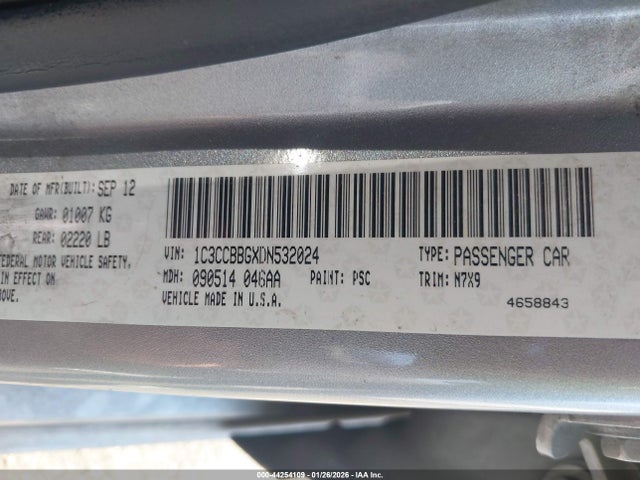 DATE OF MFR(BUILT): SEP 12
GAWR: 01007 KG
REAR: 02220 LB
FEDERAL MOTOR VEHICLE SAFETY,
IN EFFECT ON
OVE.
VIN: 1C3CCBBGXDN532024
TYPE: PASSENGER CAR
MDH: 090514 046AA
PAINT: PSC
TRIM: N7X9
VEHICLE MADE IN U.S.A.
4658843
000-44254109 - 01/26/2026 - IAA Inc.